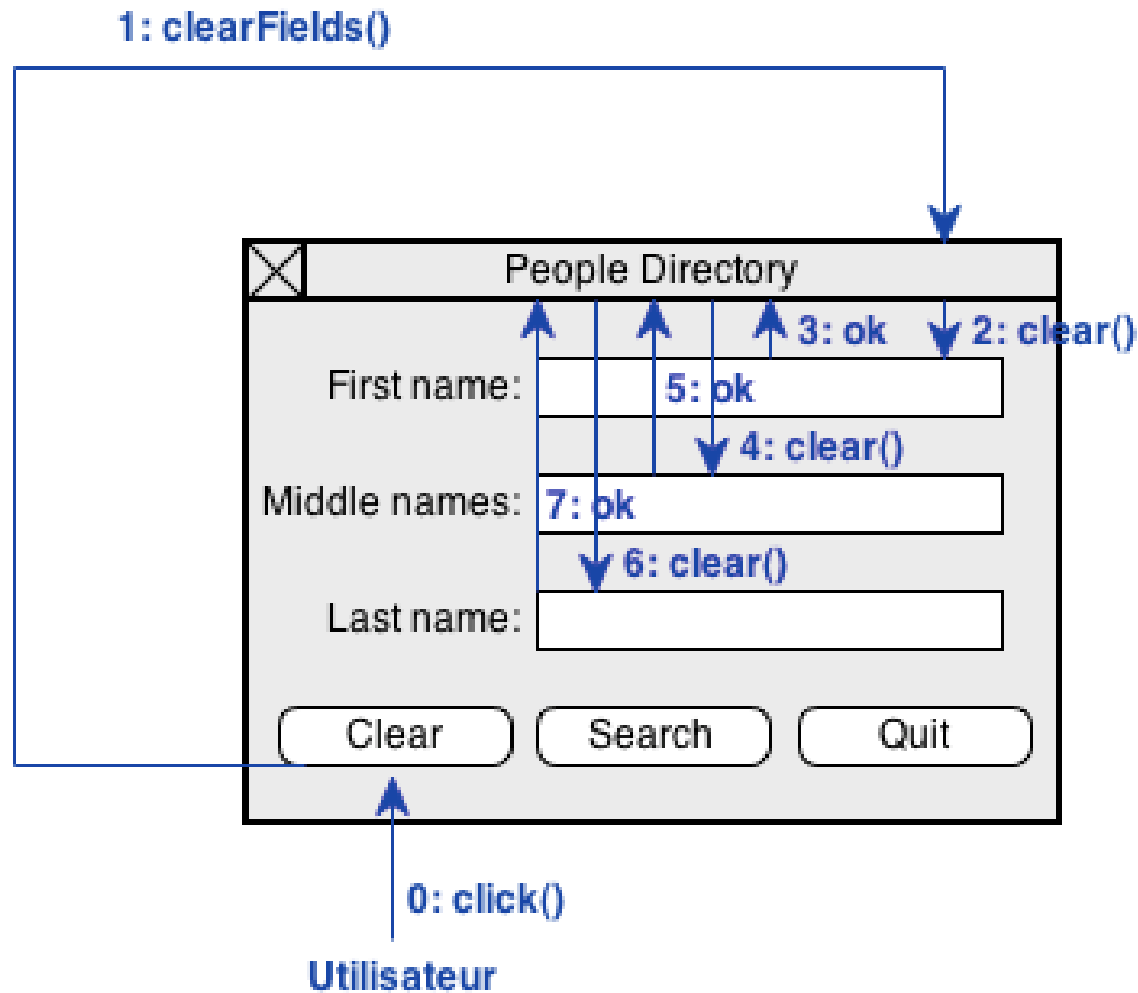 1: clearFields()
People Directory
3: ok
2: clear()
First name:
5: ok
4: clear()
Middle names:
7: ok
6: clear()
Last name:
Clear
Search
Quit
0: click()
Utilisateur